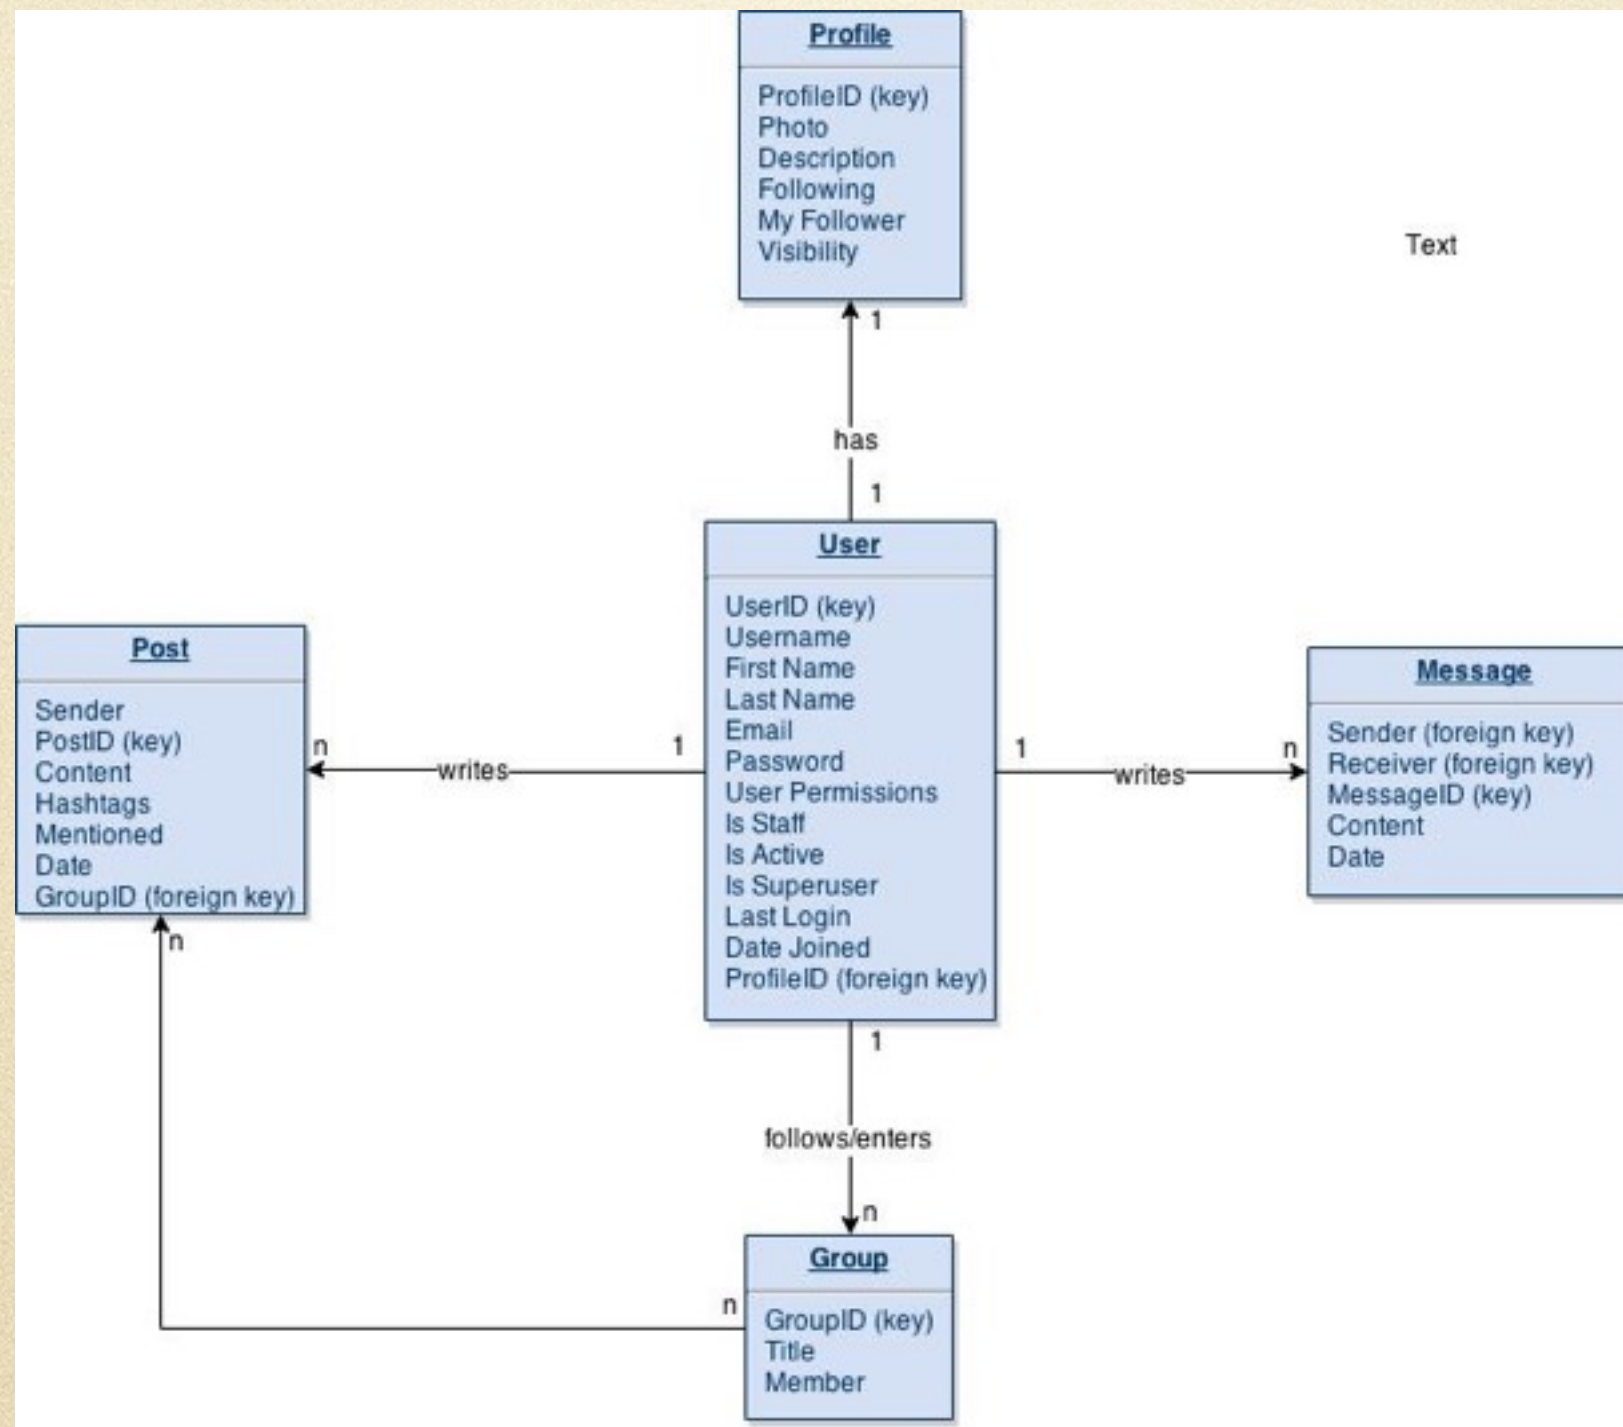 Profile
ProfileID (key)
Photo
Description
Following
My Follower
Visibility
Text
1
has
1
User
UserID (key)
Username
First Name
Last Name
Email
Password
User Permissions
Is Staff
Is Active
Is Superuser
Last Login
Date Joined
ProfileID (foreign key)
Post
Sender
PostID (key)
Content
Hashtags
Mentioned
Date
GroupID (foreign key)
n
writes
1
1
writes
n
Message
Sender (foreign key)
Receiver (foreign key)
MessageID (key)
Content
Date
n
1
follows/enters
n
Group
GroupID (key)
Title
Member
n